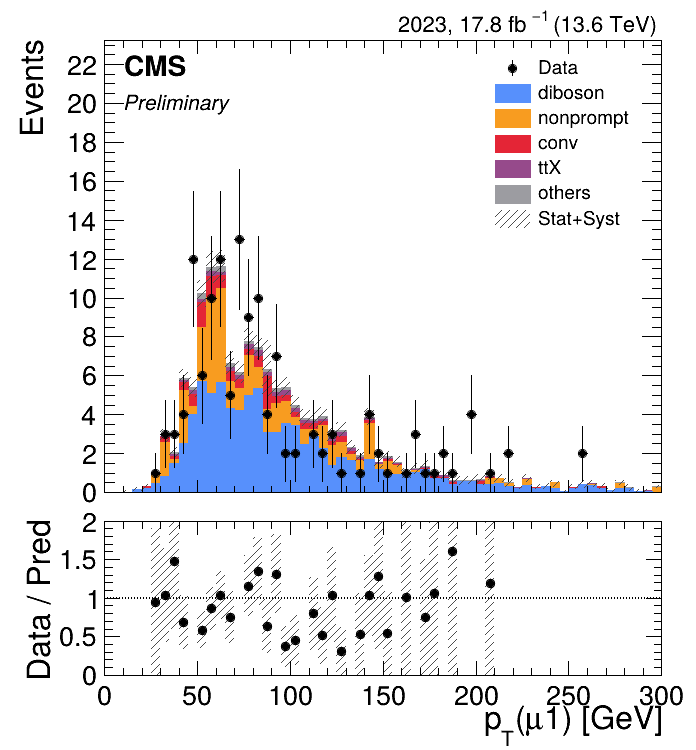 2023, 17.8 fb⁻¹ (13.6 TeV)
Events
CMS
Preliminary
Data
diboson
nonprompt
conv
ttX
others
Stat+Syst
22
20
18
16
14
12
10
8
6
4
2
0
Data / Pred
2
1.5
1
0.5
0
0 50 100 150 200 250 300
p_T(μ1) [GeV]